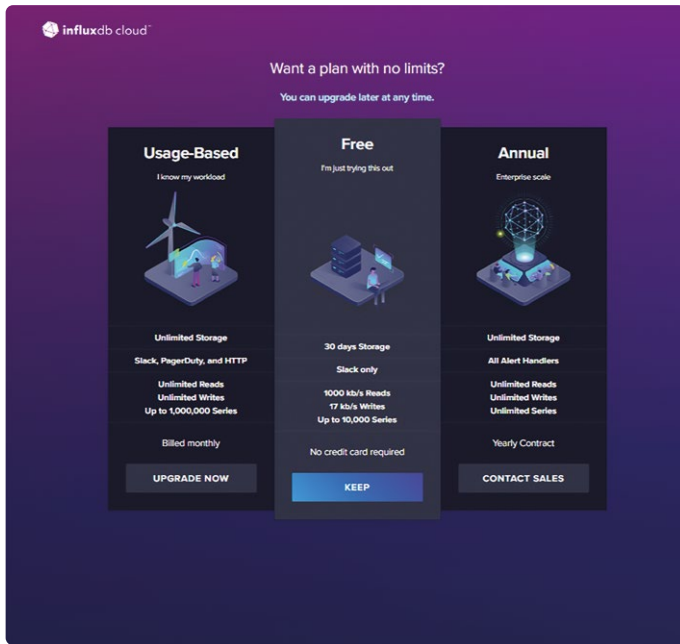 influxdb cloud™
Want a plan with no limits?
You can upgrade later at any time.
Usage-Based
I know my workload
Unlimited Storage
Slack, PagerDuty, and HTTP
Unlimited Reads
Unlimited Writes
Up to 1,000,000 Series
Billed monthly
UPGRADE NOW
Free
I'm just trying this out
30 days Storage
Slack only
1000 kb/s Reads
17 kb/s Writes
Up to 10,000 Series
No credit card required
KEEP
Annual
Enterprise scale
Unlimited Storage
All Alert Handlers
Unlimited Reads
Unlimited Writes
Unlimited Series
Yearly Contract
CONTACT SALES